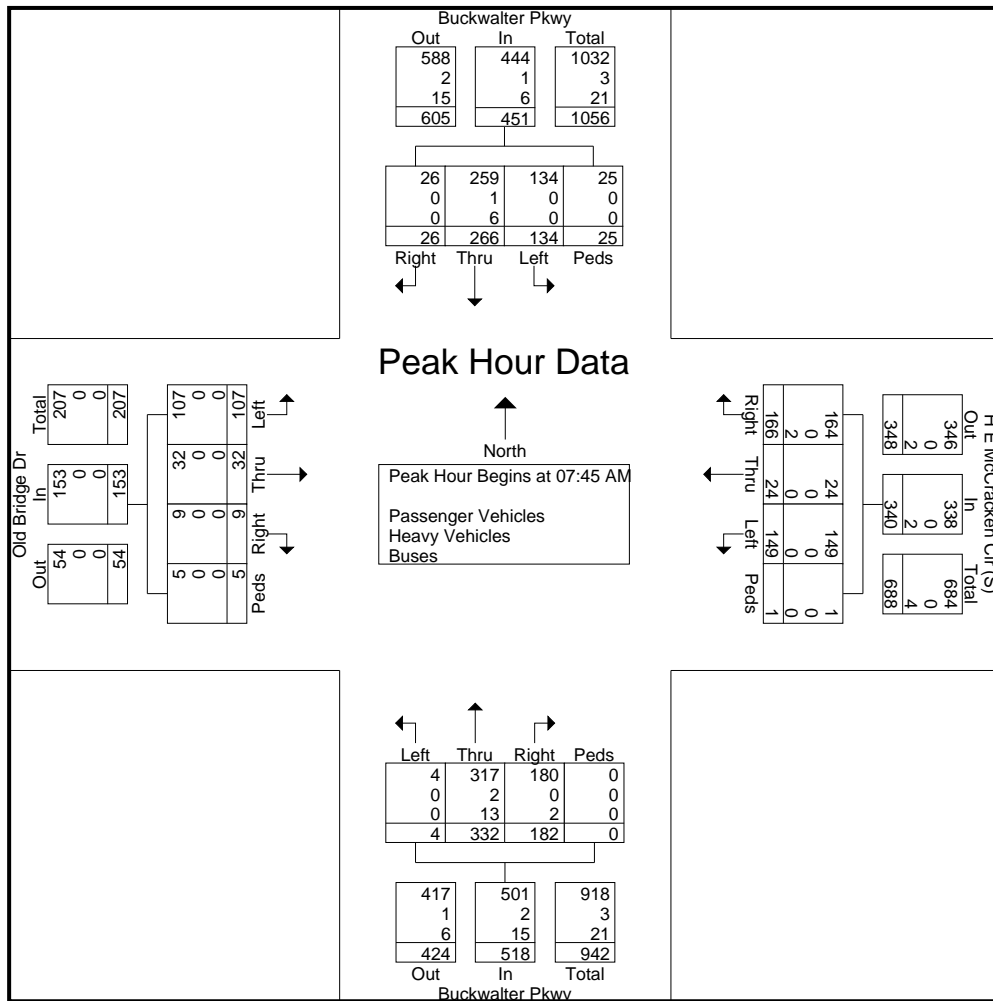 Buckwalter Pkwy
Out In Total
588 444 1032
2 1 3
15 6 21
605 451 1056
26 259 134 25
0 1 0 0
0 6 0 0
26 266 134 25
Right Thru Left Peds
Peak Hour Data
North
Peak Hour Begins at 07:45 AM
Passenger Vehicles
Heavy Vehicles
Buses
Old Bridge Dr
Out In Total
54 153 207
0 0 0
0 0 0
54 153 207
107 32 9 5
0 0 0 0
0 0 0 0
107 32 9 5
Left Thru Right Peds
Right Thru Left Peds
166 24 149 1
2 0 0 0
0 0 0 0
164 24 149 1
348 340 688
2 2 4
0 0 0
346 338 684
Out In Total
H E McCracken Cir (S)
Left Thru Right Peds
4 317 180 0
0 2 0 0
0 13 2 0
4 332 182 0
417 501 918
1 2 3
6 15 21
424 518 942
Out In Total
Buckwalter Pkwy